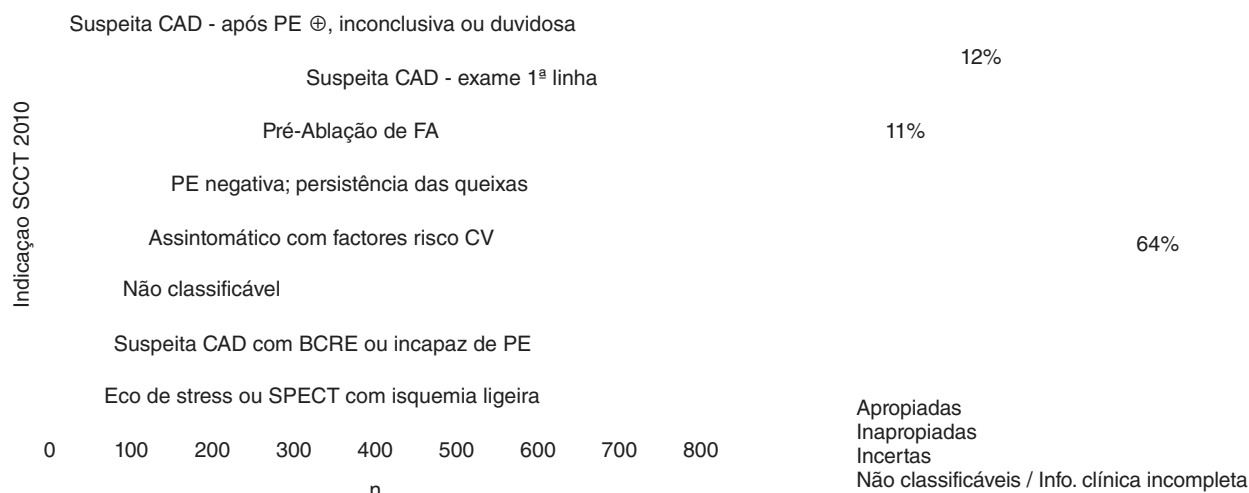 Suspeita CAD - após PE ⊕, inconclusiva ou duvidosa
Suspeita CAD - exame 1ª linha
Pré-Ablação de FA
PE negativa; persistência das queixas
Assintomático com factores risco CV
Não classificável
Suspeita CAD com BCRE ou incapaz de PE
Eco de stress ou SPECT com isquemia ligeira
Indicaçao SCCT 2010
0 100 200 300 400 500 600 700 800
n
12%
11%
64%
Apropiadas
Inapropiadas
Incertas
Não classificáveis / Info. clínica incompleta